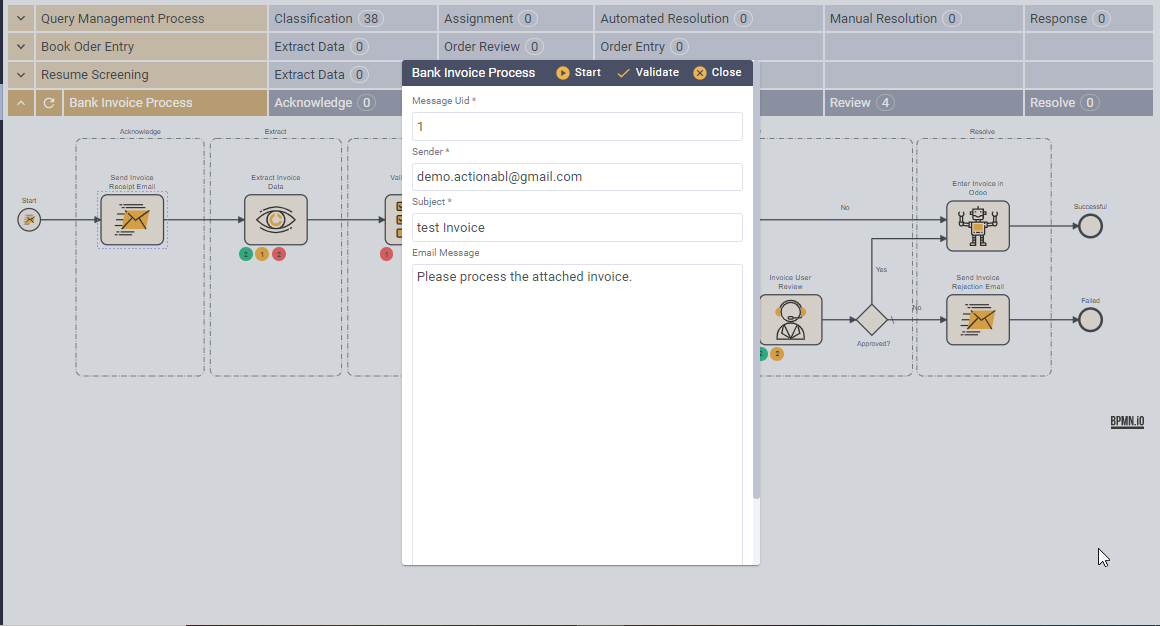 Query Management Process Classification 38 Assignment 0 Automated Resolution 0 Manual Resolution 0 Response 0
Book Oder Entry Extract Data 0 Order Review 0 Order Entry 0
Resume Screening Extract Data 0
Bank Invoice Process Acknowledge 0 Review 4 Resolve 0
Bank Invoice Process Start Validate Close
Message Uid *
1
Sender *
demo.actionabl@gmail.com
Subject *
test Invoice
Email Message
Please process the attached invoice.
Acknowledge
Extract
Resolve
Start
Send Invoice
Receipt Email
Extract Invoice
Data
2 1 2
1
No
Enter Invoice in
Odoo
Successful
Yes
Invoice User
Review
2
Approved?
No
Send Invoice
Rejection Email
Failed
BPMN.iO